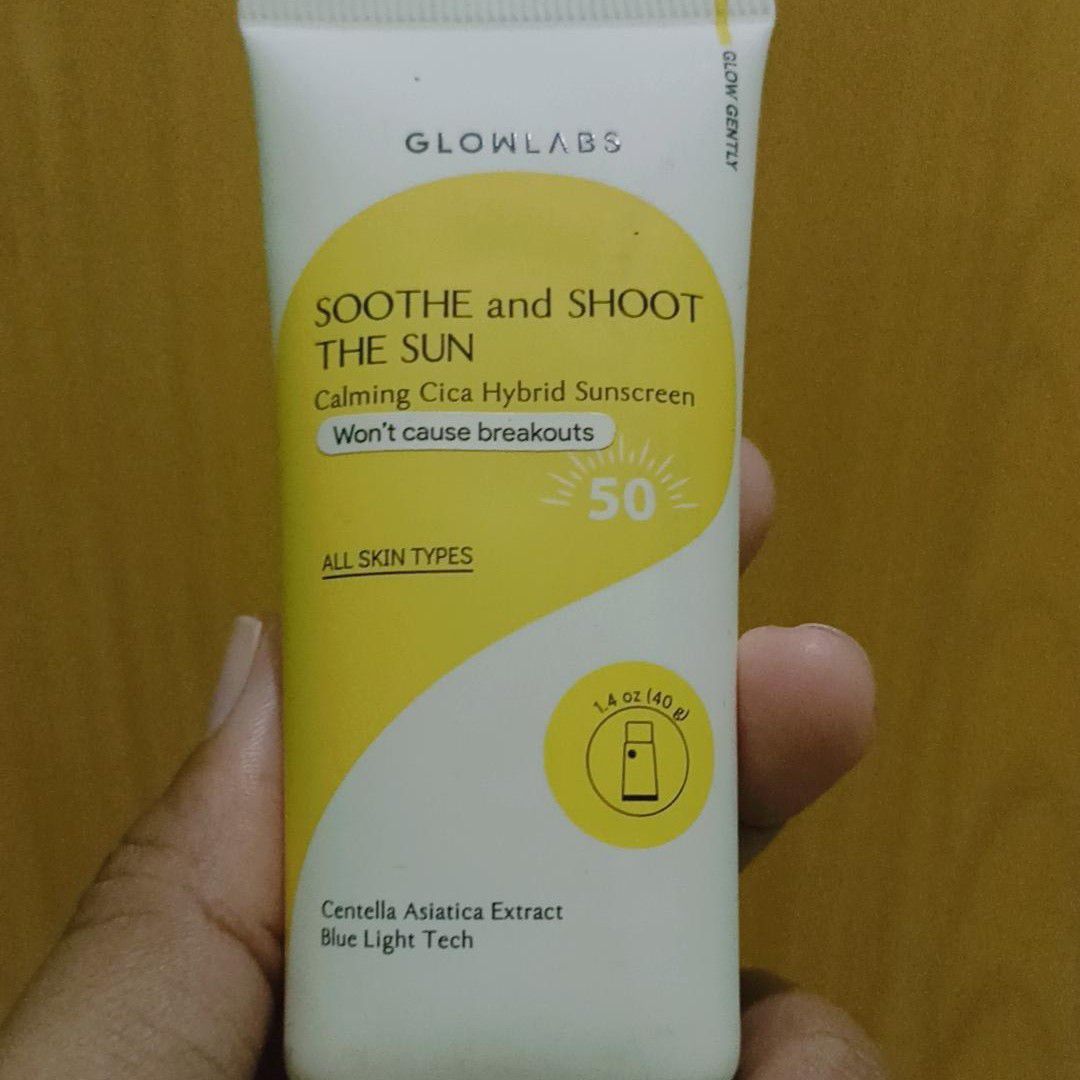 GLOW GENTLY
GLOWLABS
SOOTHE and SHOOT
THE SUN
Calming Cica Hybrid Sunscreen
Won't cause breakouts
50
ALL SKIN TYPES
1.4 oz (40 g)
Centella Asiatica Extract
Blue Light Tech